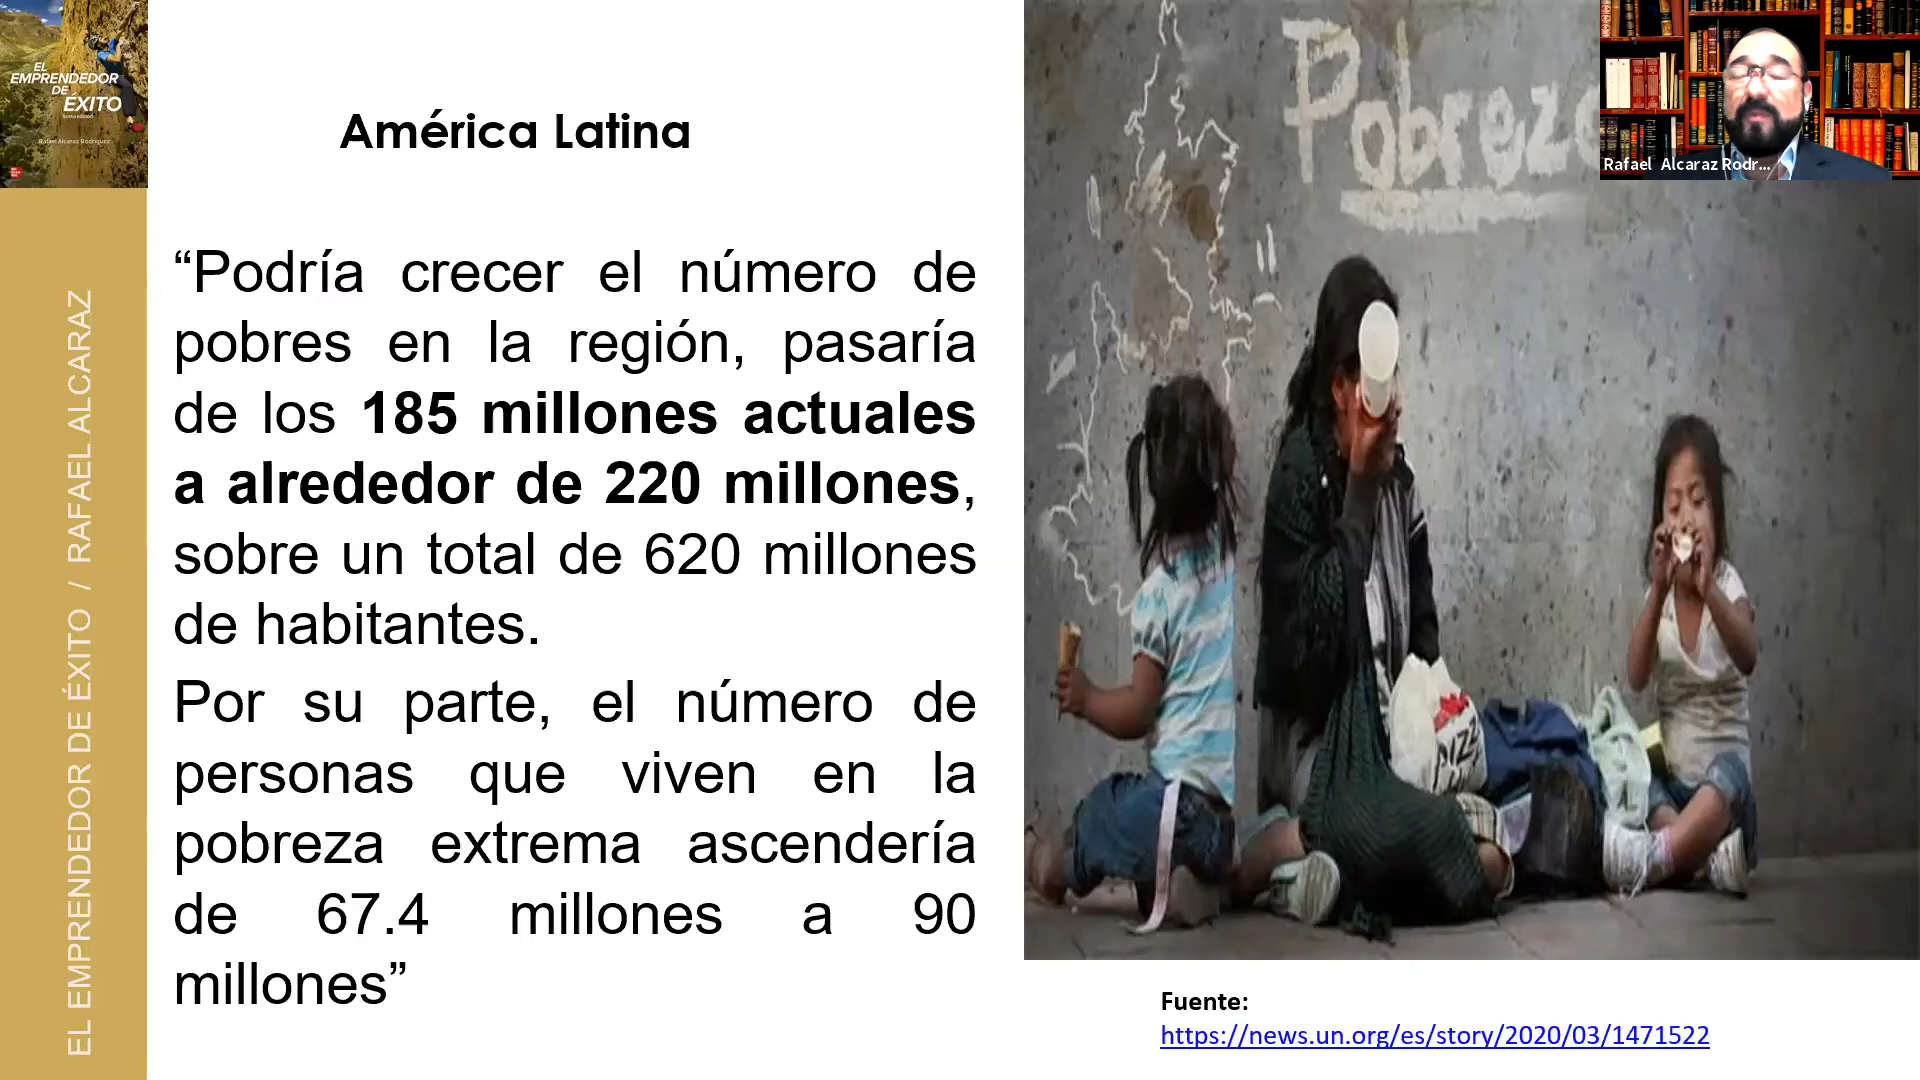 EL
EMPRENDEDOR
DE
ÉXITO
Sexta edición
Rafael Alcaraz Rodríguez
EL EMPRENDEDOR DE ÉXITO / RAFAEL ALCARAZ
América Latina
“Podría crecer el número de
pobres en la región, pasaría
de los 185 millones actuales
a alrededor de 220 millones,
sobre un total de 620 millones
de habitantes.
Por su parte, el número de
personas que viven en la
pobreza extrema ascendería
de 67.4 millones a 90
millones”
Pobreza
Rafael Alcaraz Rodr...
Fuente:
https://news.un.org/es/story/2020/03/1471522